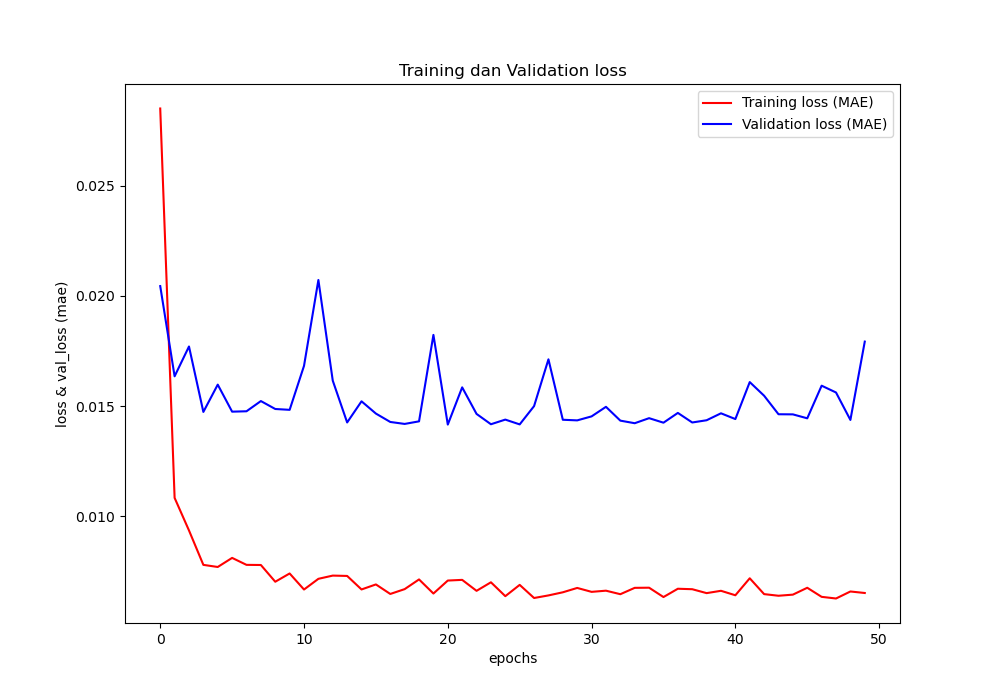 Training dan Validation loss
Training loss (MAE)
Validation loss (MAE)
loss & val_loss (mae)
0.025
0.020
0.015
0.010
0 10 20 30 40 50
epochs